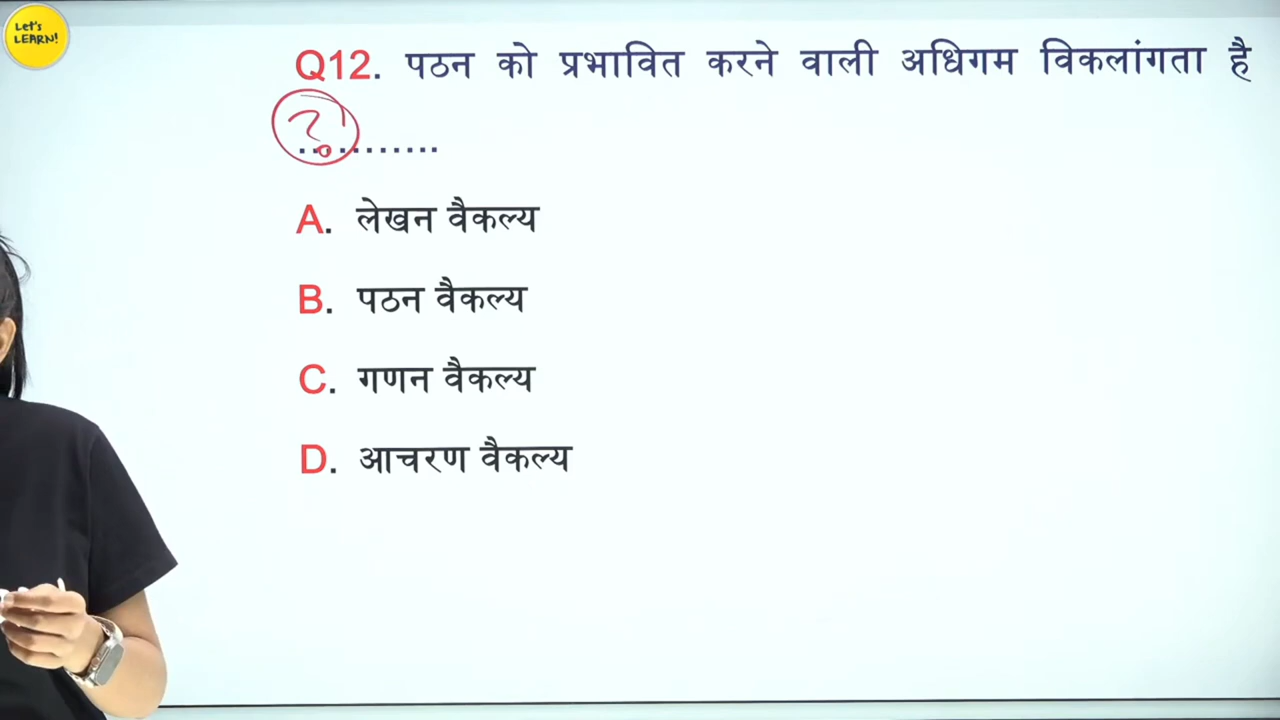 Let's
LEARN!
Q12. पठन को प्रभावित करने वाली अधिगम विकलांगता है
? ...........
A. लेखन वैकल्य
B. पठन वैकल्य
C. गणन वैकल्य
D. आचरण वैकल्य